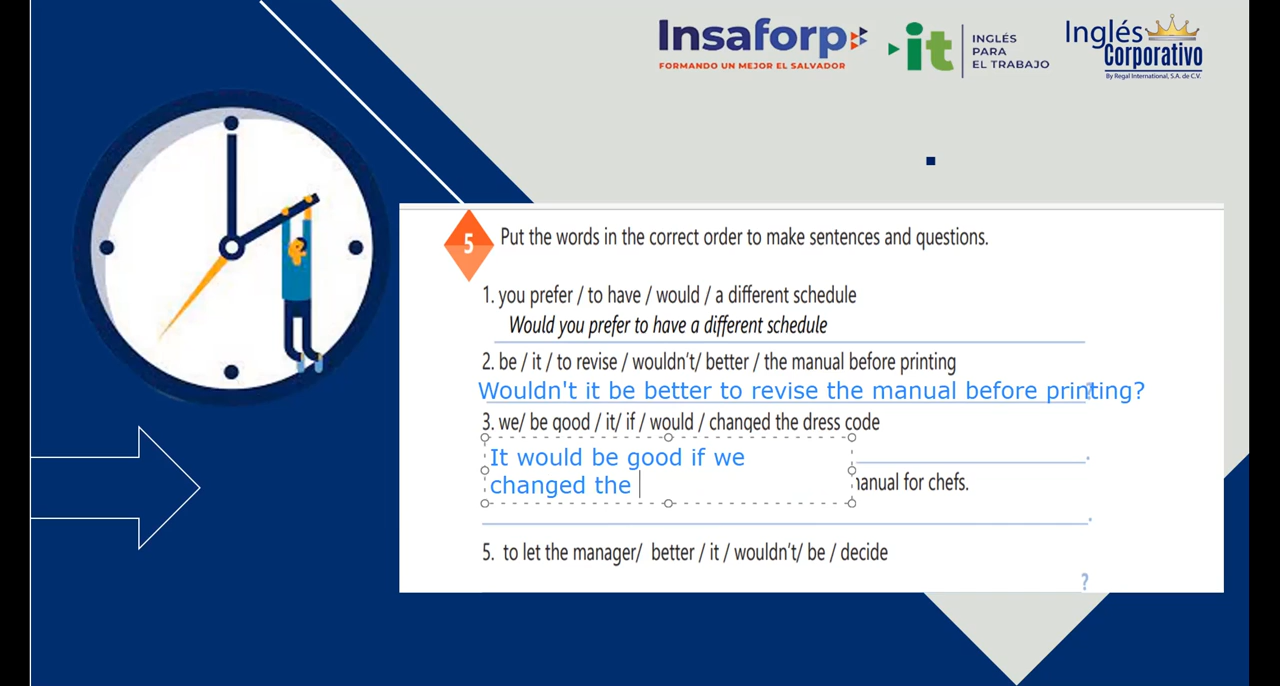 Insaforp
FORMANDO UN MEJOR EL SALVADOR
it
INGLÉS
PARA
EL TRABAJO
Inglés
Corporativo
By Regal International, S.A. de C.V.
5
Put the words in the correct order to make sentences and questions.
1. you prefer / to have / would / a different schedule
Would you prefer to have a different schedule
2. be / it / to revise / wouldn't/ better / the manual before printing
Wouldn't it be better to revise the manual before printing?
3. we/ be good / it/ if / would / changed the dress code
It would be good if we
changed the
.
manual for chefs.
.
5. to let the manager/ better / it / wouldn't/ be / decide
?